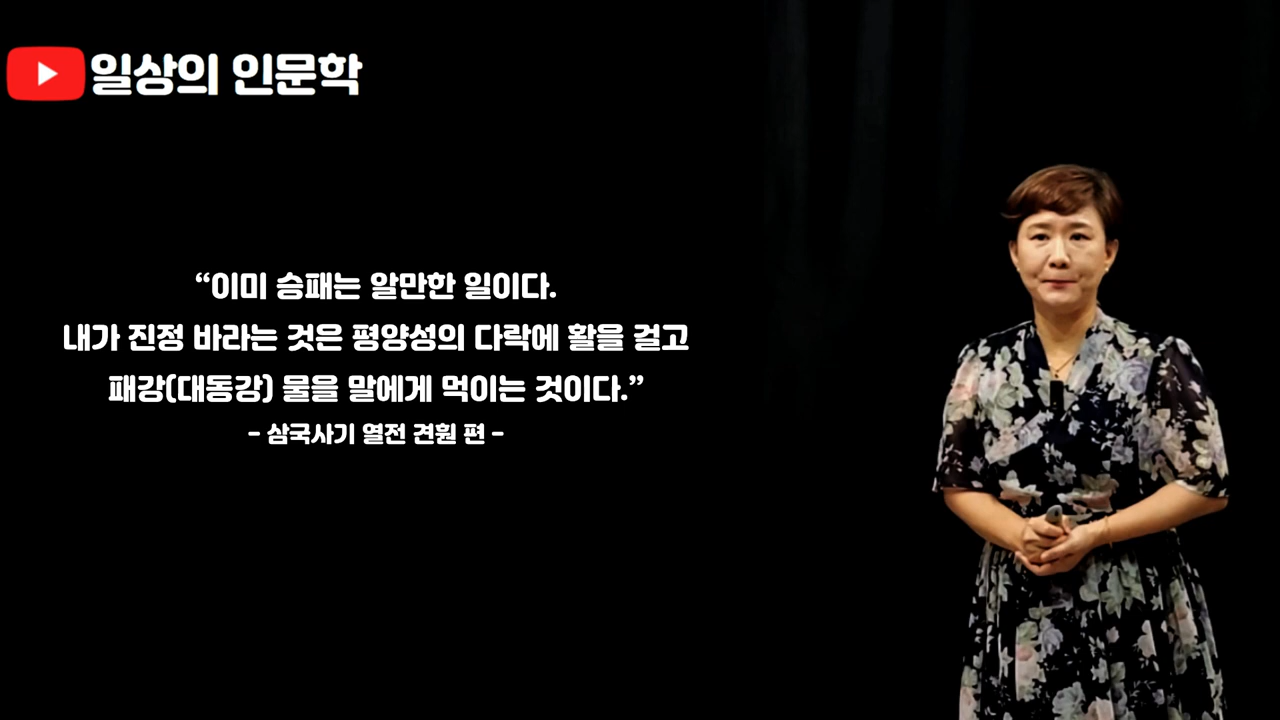 일상의 인문학
“이미 승패는 알만한 일이다.
내가 진정 바라는 것은 평양성의 다락에 활을 걸고
패강(대동강) 물을 말에게 먹이는 것이다.”
- 삼국사기 열전 견훤 편 -